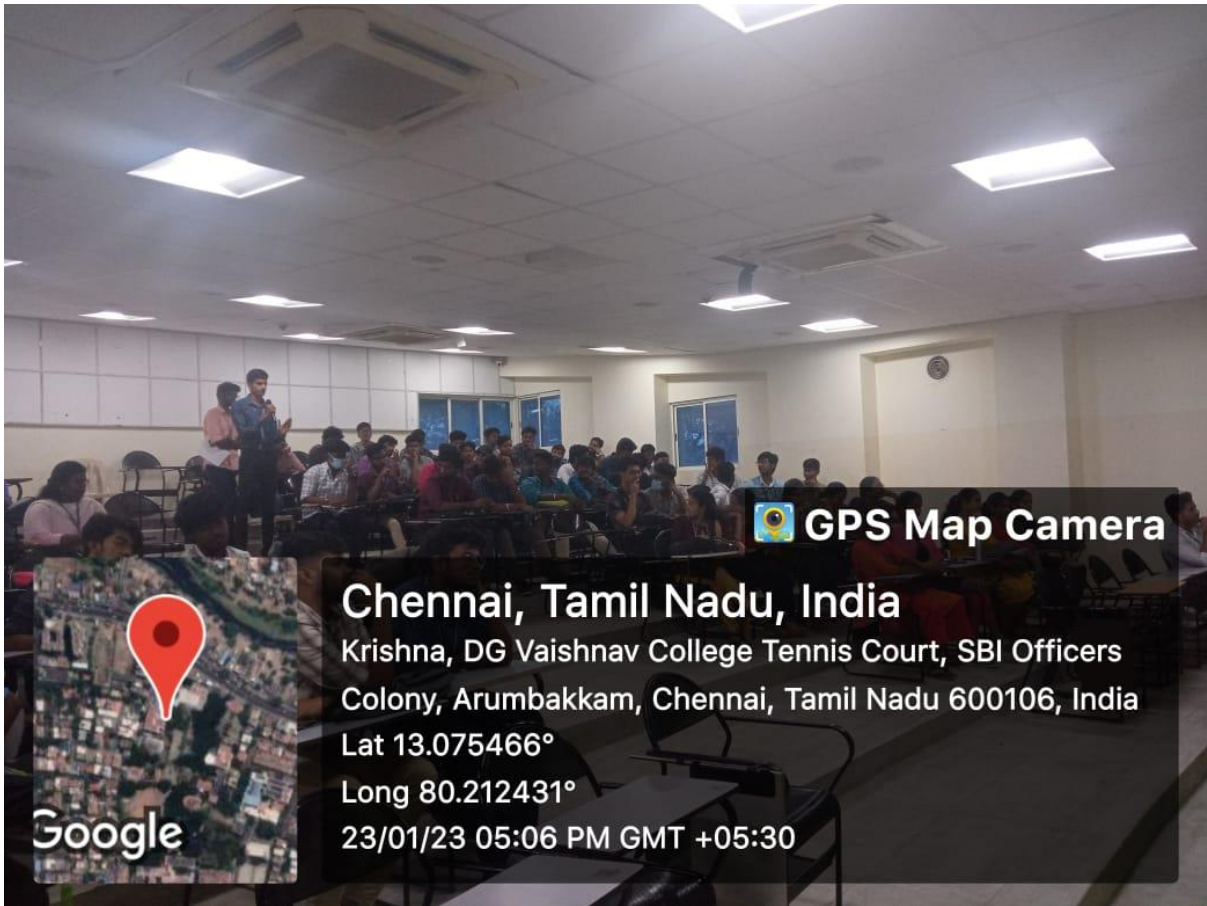 GPS Map Camera
Chennai, Tamil Nadu, India
Krishna, DG Vaishnav College Tennis Court, SBI Officers
Colony, Arumbakkam, Chennai, Tamil Nadu 600106, India
Lat 13.075466°
Long 80.212431°
23/01/23 05:06 PM GMT +05:30
Google